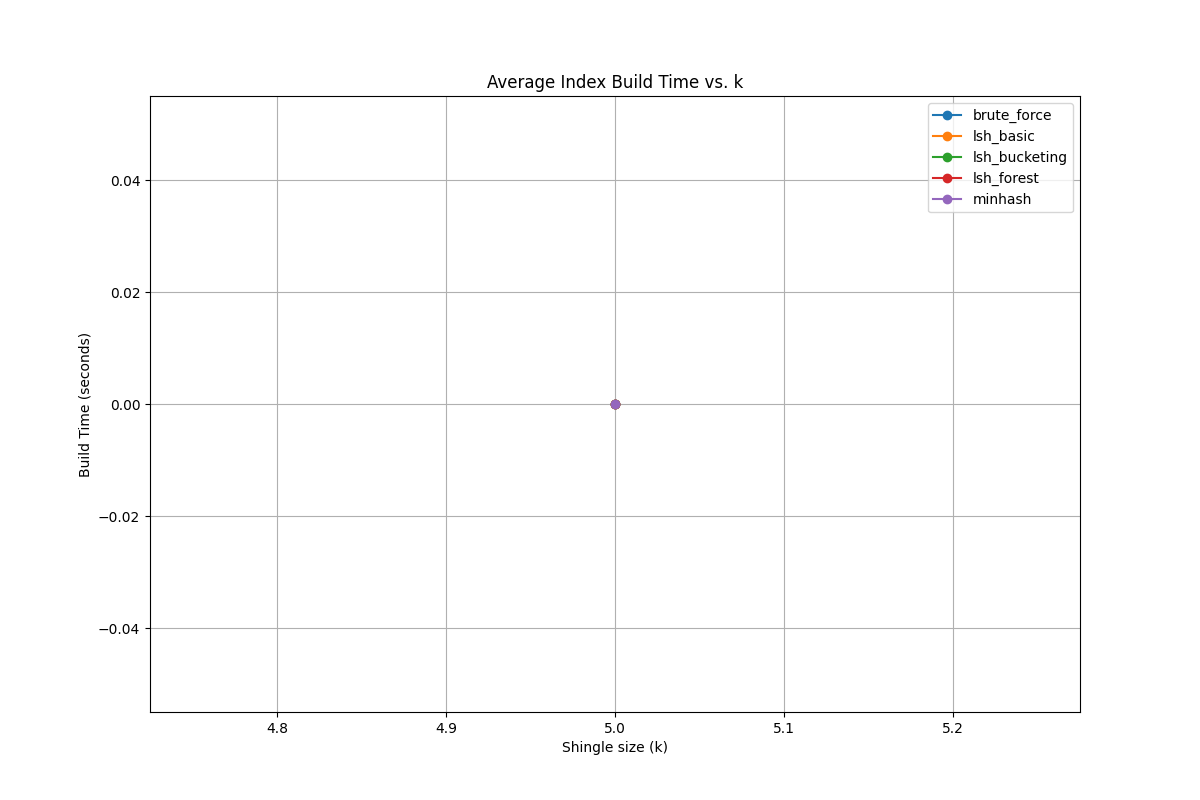 Average Index Build Time vs. k
brute_force
lsh_basic
lsh_bucketing
lsh_forest
minhash
0.04
0.02
0.00
−0.02
−0.04
Build Time (seconds)
4.8 4.9 5.0 5.1 5.2
Shingle size (k)